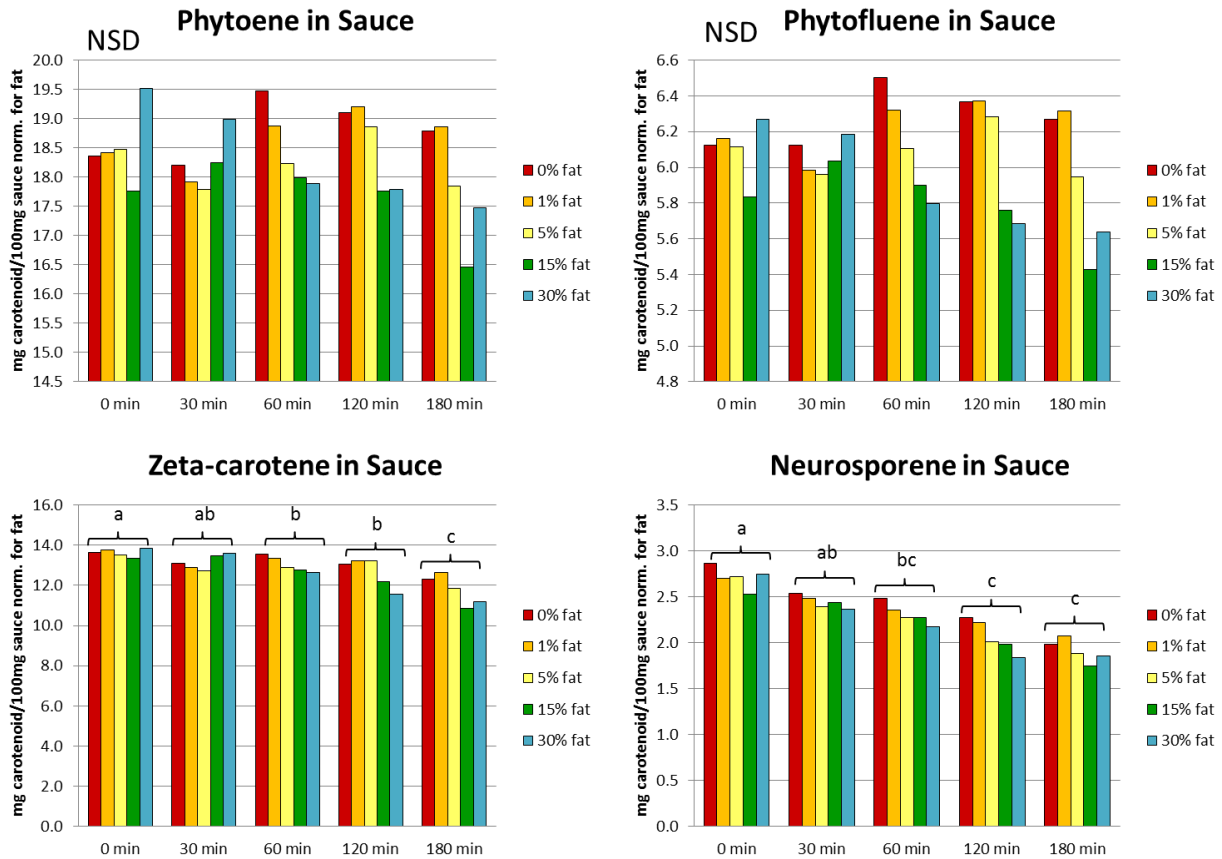 Phytoene in Sauce
NSD
mg carotenoid/100mg sauce norm. for fat
20.0
19.5
19.0
18.5
18.0
17.5
17.0
16.5
16.0
15.5
15.0
14.5
0 min
30 min
60 min
120 min
180 min
0% fat
1% fat
5% fat
15% fat
30% fat
Phytofluene in Sauce
NSD
mg carotenoid/100mg sauce norm. for fat
6.6
6.4
6.2
6.0
5.8
5.6
5.4
5.2
5.0
4.8
0 min
30 min
60 min
120 min
180 min
0% fat
1% fat
5% fat
15% fat
30% fat
Zeta-carotene in Sauce
mg carotenoid/100mg sauce norm. for fat
16.0
14.0
12.0
10.0
8.0
6.0
4.0
2.0
0.0
a
ab
b
b
c
0 min
30 min
60 min
120 min
180 min
0% fat
1% fat
5% fat
15% fat
30% fat
Neurosporene in Sauce
mg carotenoid/100mg sauce norm. for fat
3.5
3.0
2.5
2.0
1.5
1.0
0.5
0.0
a
ab
bc
c
c
0 min
30 min
60 min
120 min
180 min
0% fat
1% fat
5% fat
15% fat
30% fat